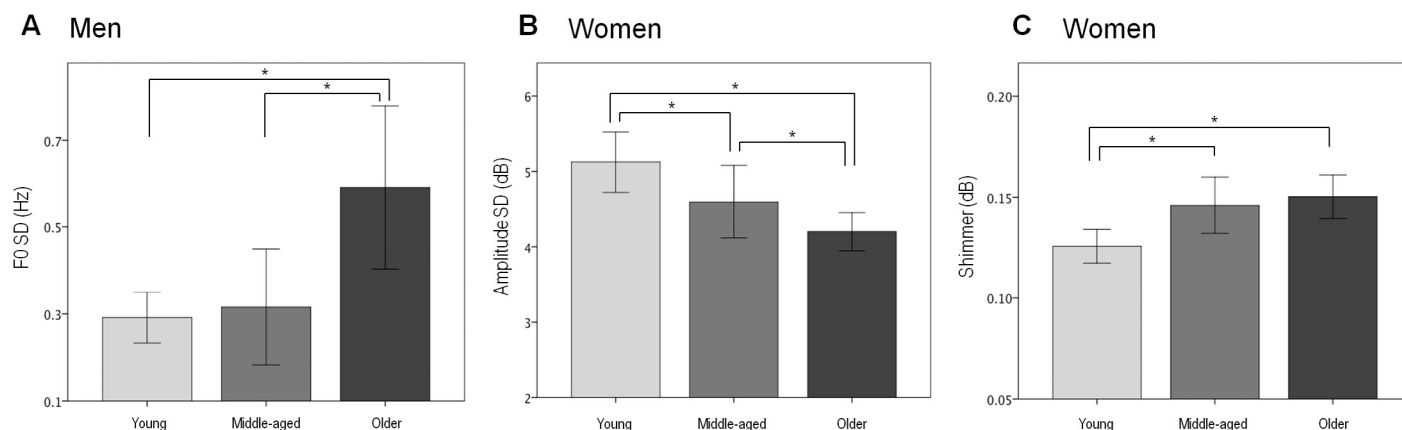 A Men
F0 SD (Hz)
0.7
0.5
0.3
0.1
*
*
Young Middle-aged Older
B Women
Amplitude SD (dB)
6
5
4
3
2
*
*
*
Young Middle-aged Older
C Women
Shimmer (dB)
0.20
0.15
0.10
0.05
*
*
Young Middle-aged Older